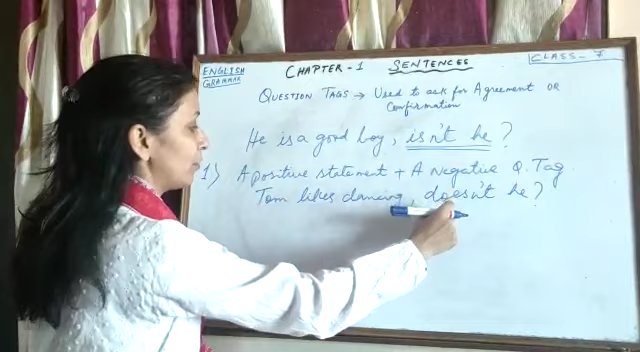 ENGLISH
GRAMMAR
CHAPTER-1 SENTENCES
CLASS-7
QUESTION TAGS → Used to ask for Agreement OR
Confirmation
He is a good boy, isn't he?
1) A positive statement + A Negative Q. Tag
Tom likes dancing, doesn't he?